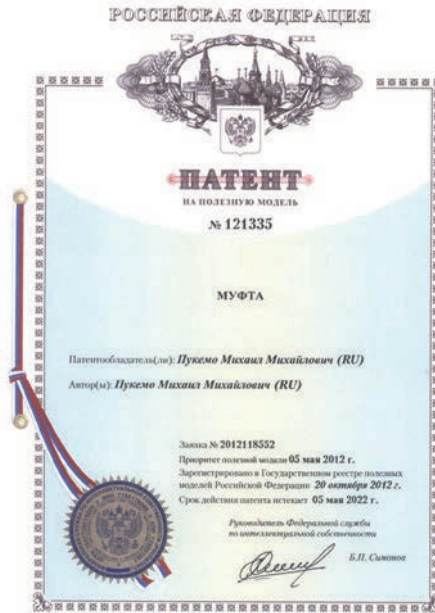 РОССИЙСКАЯ ФЕДЕРАЦИЯ
ПАТЕНТ
НА ПОЛЕЗНУЮ МОДЕЛЬ
№ 121335
МУФТА
Патентообладатель(ли): Пукемо Михаил Михайлович (RU)
Автор(ы): Пукемо Михаил Михайлович (RU)
Заявка № 2012118552
Приоритет полезной модели 05 мая 2012 г.
Зарегистрировано в Государственном реестре полезных
моделей Российской Федерации 20 октября 2012 г.
Срок действия патента истекает 05 мая 2022 г.
Руководитель Федеральной службы
по интеллектуальной собственности
Б.П. Симонов